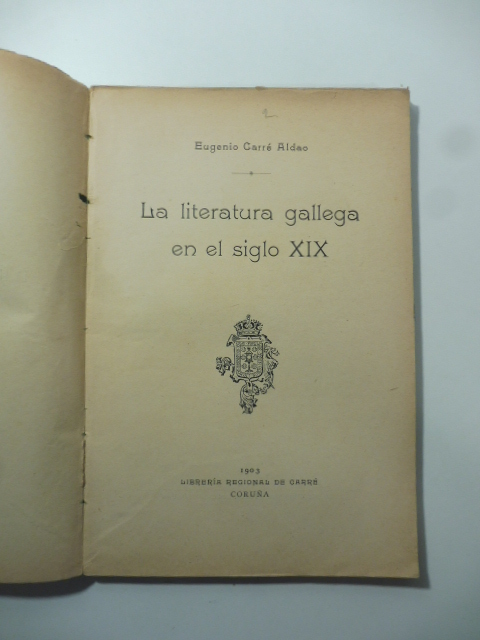 Eugenio Carré Aldao
La literatura gallega
en el siglo XIX
1903
LIBRERÍA REGIONAL DE CARRÉ
CORUÑA